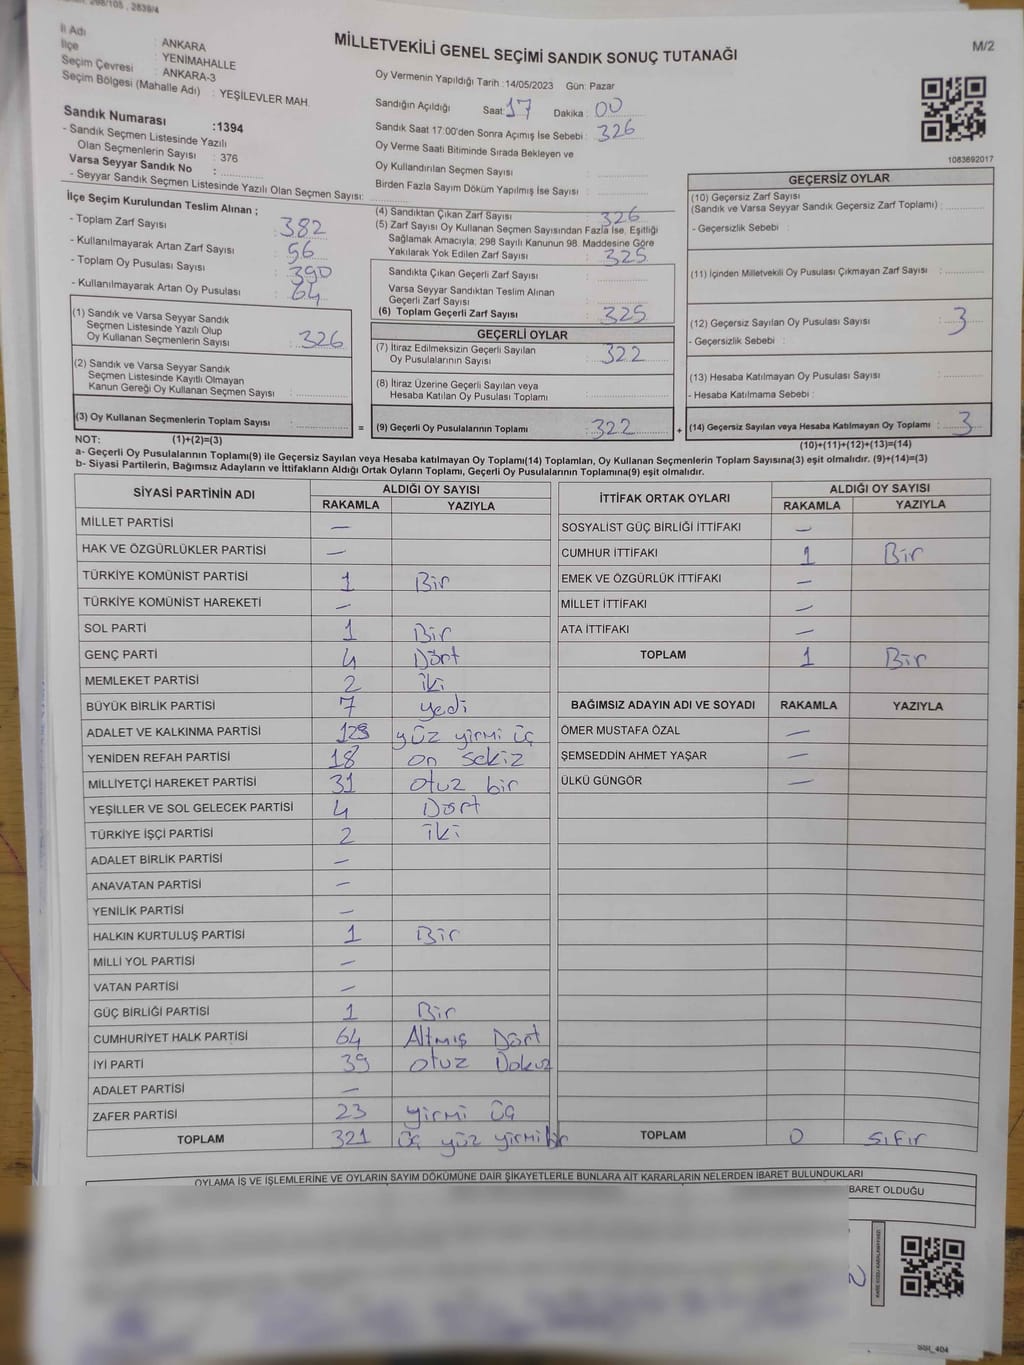 298/105 , 2839/4
İl Adı : ANKARA
İlçe : YENİMAHALLE
Seçim Çevresi : ANKARA-3
Seçim Bölgesi (Mahalle Adı) : YEŞİLEVLER MAH.
MİLLETVEKİLİ GENEL SEÇİMİ SANDIK SONUÇ TUTANAĞI
M/2
Oy Vermenin Yapıldığı Tarih :14/05/2023 Gün: Pazar
Sandığın Açıldığı Saat: 17 Dakika : 00
Sandık Saat 17:00'den Sonra Açımış İse Sebebi : 326
Oy Verme Saati Bitiminde Sırada Bekleyen ve
Oy Kullandırılan Seçmen Sayısı :
Birden Fazla Sayım Döküm Yapılmış İse Sayısı :
Sandık Numarası :1394
- Sandık Seçmen Listesinde Yazılı
Olan Seçmenlerin Sayısı : 376
Varsa Seyyar Sandık No :
- Seyyar Sandık Seçmen Listesinde Yazılı Olan Seçmen Sayısı:
1083692017
İlçe Seçim Kurulundan Teslim Alınan ;
- Toplam Zarf Sayısı : 382
- Kullanılmayarak Artan Zarf Sayısı : 56
- Toplam Oy Pusulası Sayısı : 390
- Kullanılmayarak Artan Oy Pusulası : 64
(1) Sandık ve Varsa Seyyar Sandık
Seçmen Listesinde Yazılı Olup
Oy Kullanan Seçmenlerin Sayısı : 326
(2) Sandık ve Varsa Seyyar Sandık
Seçmen Listesinde Kayıtlı Olmayan
Kanun Gereği Oy Kullanan Seçmen Sayısı :
(3) Oy Kullanan Seçmenlerin Toplam Sayısı :
(4) Sandıktan Çıkan Zarf Sayısı : 326
(5) Zarf Sayısı Oy Kullanan Seçmen Sayısından Fazla İse, Eşitliği
Sağlamak Amacıyla, 298 Sayılı Kanunun 98. Maddesine Göre
Yakılarak Yok Edilen Zarf Sayısı : 325
Sandıkta Çıkan Geçerli Zarf Sayısı :
Varsa Seyyar Sandıktan Teslim Alınan
Geçerli Zarf Sayısı :
(6) Toplam Geçerli Zarf Sayısı : 325
GEÇERLİ OYLAR
(7) İtiraz Edilmeksizin Geçerli Sayılan
Oy Pusulalarının Sayısı : 322
(8) İtiraz Üzerine Geçerli Sayılan veya
Hesaba Katılan Oy Pusulası Toplamı :
= (9) Geçerli Oy Pusulalarının Toplamı : 322
GEÇERSİZ OYLAR
(10) Geçersiz Zarf Sayısı
(Sandık ve Varsa Seyyar Sandık Geçersiz Zarf Toplamı) :
- Geçersizlik Sebebi :
(11) İçinden Milletvekili Oy Pusulası Çıkmayan Zarf Sayısı :
(12) Geçersiz Sayılan Oy Pusulası Sayısı : 3
- Geçersizlik Sebebi :
(13) Hesaba Katılmayan Oy Pusulası Sayısı :
- Hesaba Katılmama Sebebi :
+ (14) Geçersiz Sayılan veya Hesaba Katılmayan Oy Toplamı : 3
NOT: (1)+(2)=(3)
(10)+(11)+(12)+(13)=(14)
a- Geçerli Oy Pusulalarının Toplamı(9) ile Geçersiz Sayılan veya Hesaba katılmayan Oy Toplamı(14) Toplamları, Oy Kullanan Seçmenlerin Toplam Sayısına(3) eşit olmalıdır. (9)+(14)=(3)
b- Siyasi Partilerin, Bağımsız Adayların ve İttifakların Aldığı Ortak Oyların Toplamı, Geçerli Oy Pusulalarının Toplamına(9) eşit olmalıdır.
SİYASİ PARTİNİN ADI ALDIĞI OY SAYISI
RAKAMLA YAZIYLA
MİLLET PARTİSİ —
HAK VE ÖZGÜRLÜKLER PARTİSİ —
TÜRKİYE KOMÜNİST PARTİSİ 1 Bir
TÜRKİYE KOMÜNİST HAREKETİ —
SOL PARTİ 1 Bir
GENÇ PARTİ 4 Dört
MEMLEKET PARTİSİ 2 iki
BÜYÜK BİRLİK PARTİSİ 7 yedi
ADALET VE KALKINMA PARTİSİ 123 yüz yirmi üç
YENİDEN REFAH PARTİSİ 18 on sekiz
MİLLİYETÇİ HAREKET PARTİSİ 31 otuz bir
YEŞİLLER VE SOL GELECEK PARTİSİ 4 Dört
TÜRKİYE İŞÇİ PARTİSİ 2 iki
ADALET BİRLİK PARTİSİ —
ANAVATAN PARTİSİ —
YENİLİK PARTİSİ —
HALKIN KURTULUŞ PARTİSİ 1 Bir
MİLLİ YOL PARTİSİ —
VATAN PARTİSİ —
GÜÇ BİRLİĞİ PARTİSİ 1 Bir
CUMHURİYET HALK PARTİSİ 64 Altmış Dört
İYİ PARTİ 39 otuz Dokuz
ADALET PARTİSİ —
ZAFER PARTİSİ 23 yirmi üç
TOPLAM 321 üç yüz yirmi bir
İTTİFAK ORTAK OYLARI ALDIĞI OY SAYISI
RAKAMLA YAZIYLA
SOSYALİST GÜÇ BİRLİĞİ İTTİFAKI —
CUMHUR İTTİFAKI 1 Bir
EMEK VE ÖZGÜRLÜK İTTİFAKI —
MİLLET İTTİFAKI —
ATA İTTİFAKI —
TOPLAM 1 Bir
BAĞIMSIZ ADAYIN ADI VE SOYADI RAKAMLA YAZIYLA
ÖMER MUSTAFA ÖZAL —
ŞEMSEDDİN AHMET YAŞAR —
ÜLKÜ GÜNGÖR —
TOPLAM 0 sıfır
OYLAMA İŞ VE İŞLEMLERİNE VE OYLARIN SAYIM DÖKÜMÜNE DAİR ŞİKAYETLERLE BUNLARA AİT KARARLARIN NELERDEN İBARET BULUNDUKLARI
BARET OLDUĞU